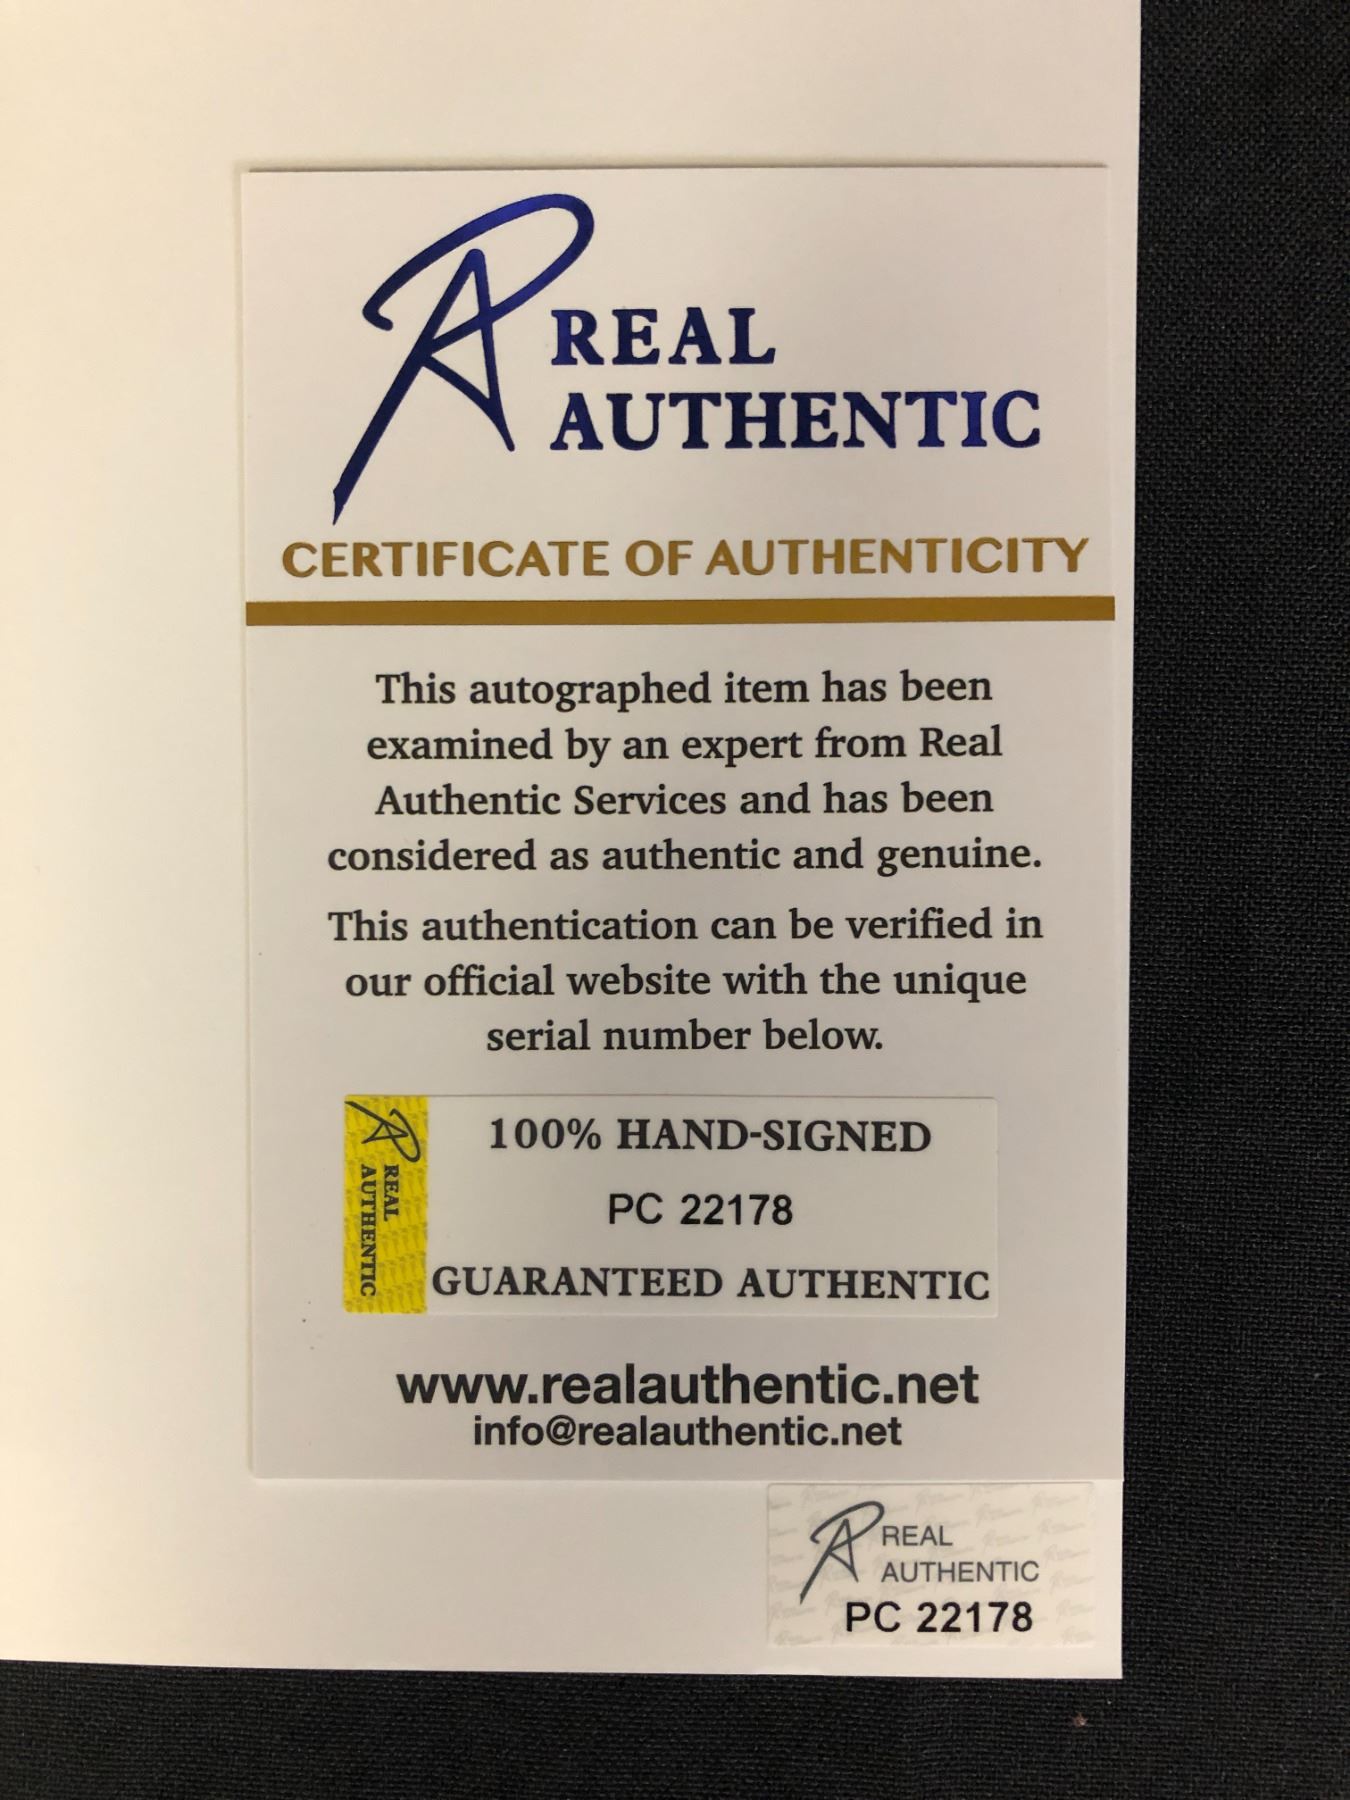 REAL
AUTHENTIC
CERTIFICATE OF AUTHENTICITY
This autographed item has been
examined by an expert from Real
Authentic Services and has been
considered as authentic and genuine.
This authentication can be verified in
our official website with the unique
serial number below.
REAL
AUTHENTIC
100% HAND-SIGNED
PC 22178
GUARANTEED AUTHENTIC
www.realauthentic.net
info@realauthentic.net
REAL
AUTHENTIC
PC 22178